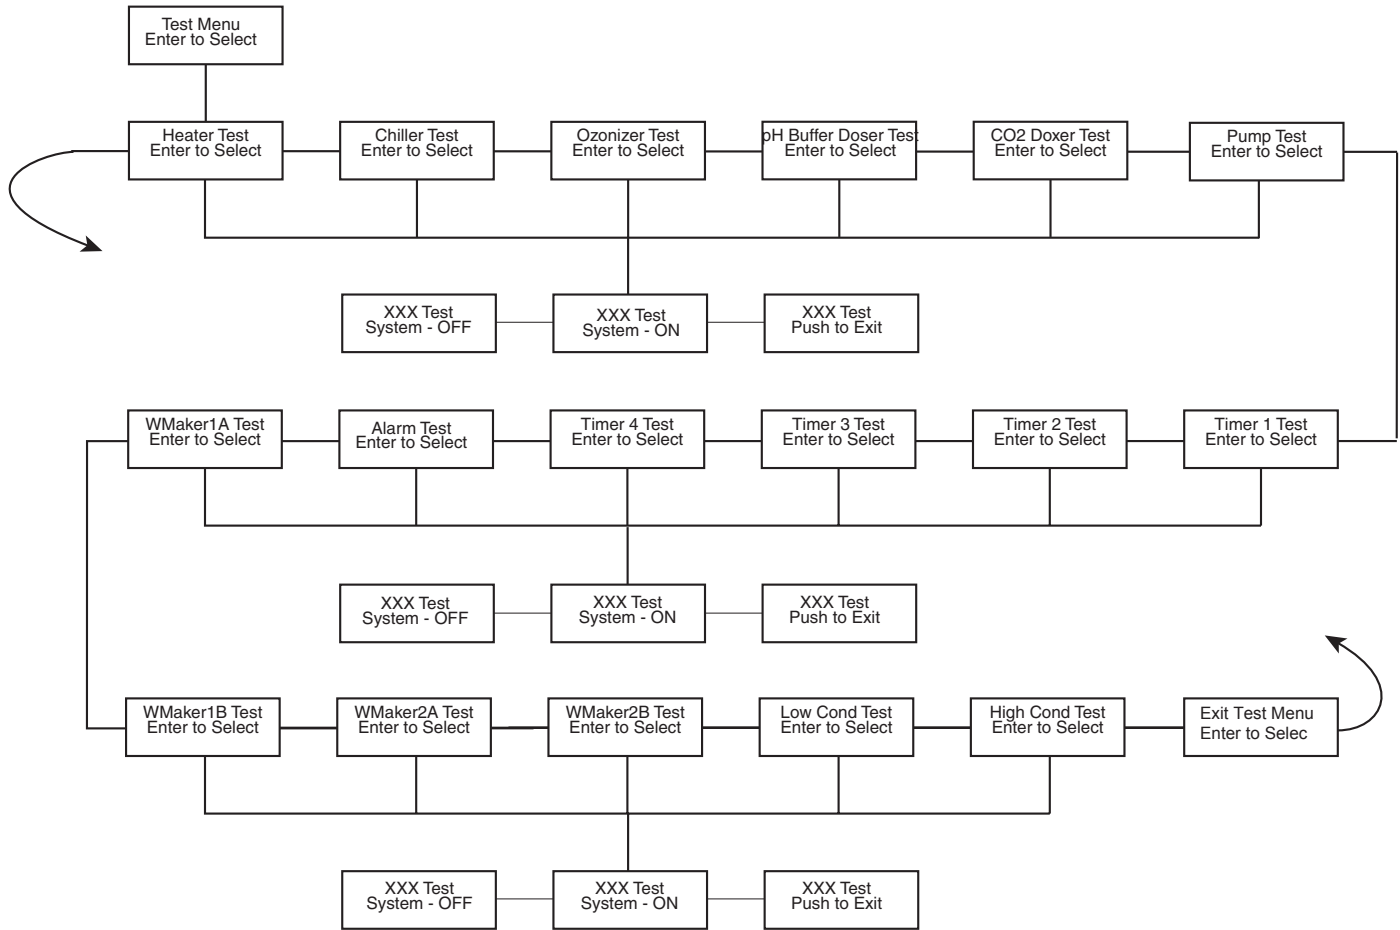 Test Menu
Enter to Select
Heater Test
Enter to Select
Chiller Test
Enter to Select
Ozonizer Test
Enter to Select
pH Buffer Doser Test
Enter to Select
CO2 Doxer Test
Enter to Select
Pump Test
Enter to Select
XXX Test
System - OFF
XXX Test
System - ON
XXX Test
Push to Exit
WMaker1A Test
Enter to Select
Alarm Test
Enter to Select
Timer 4 Test
Enter to Select
Timer 3 Test
Enter to Select
Timer 2 Test
Enter to Select
Timer 1 Test
Enter to Select
XXX Test
System - OFF
XXX Test
System - ON
XXX Test
Push to Exit
WMaker1B Test
Enter to Select
WMaker2A Test
Enter to Select
WMaker2B Test
Enter to Select
Low Cond Test
Enter to Select
High Cond Test
Enter to Select
Exit Test Menu
Enter to Selec
XXX Test
System - OFF
XXX Test
System - ON
XXX Test
Push to Exit